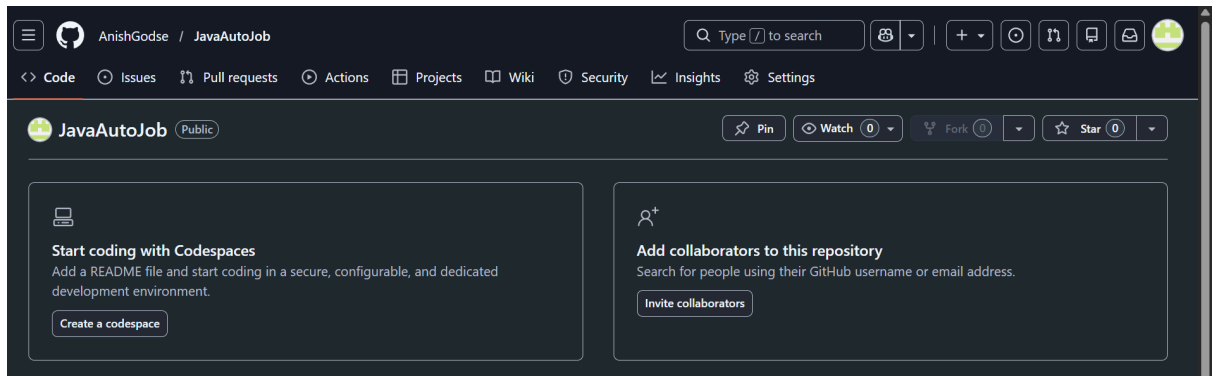 AnishGodse / JavaAutoJob
Type / to search
Code Issues Pull requests Actions Projects Wiki Security Insights Settings
JavaAutoJob Public
Pin Watch 0 Fork 0 Star 0
Start coding with Codespaces
Add a README file and start coding in a secure, configurable, and dedicated
development environment.
Create a codespace
Add collaborators to this repository
Search for people using their GitHub username or email address.
Invite collaborators